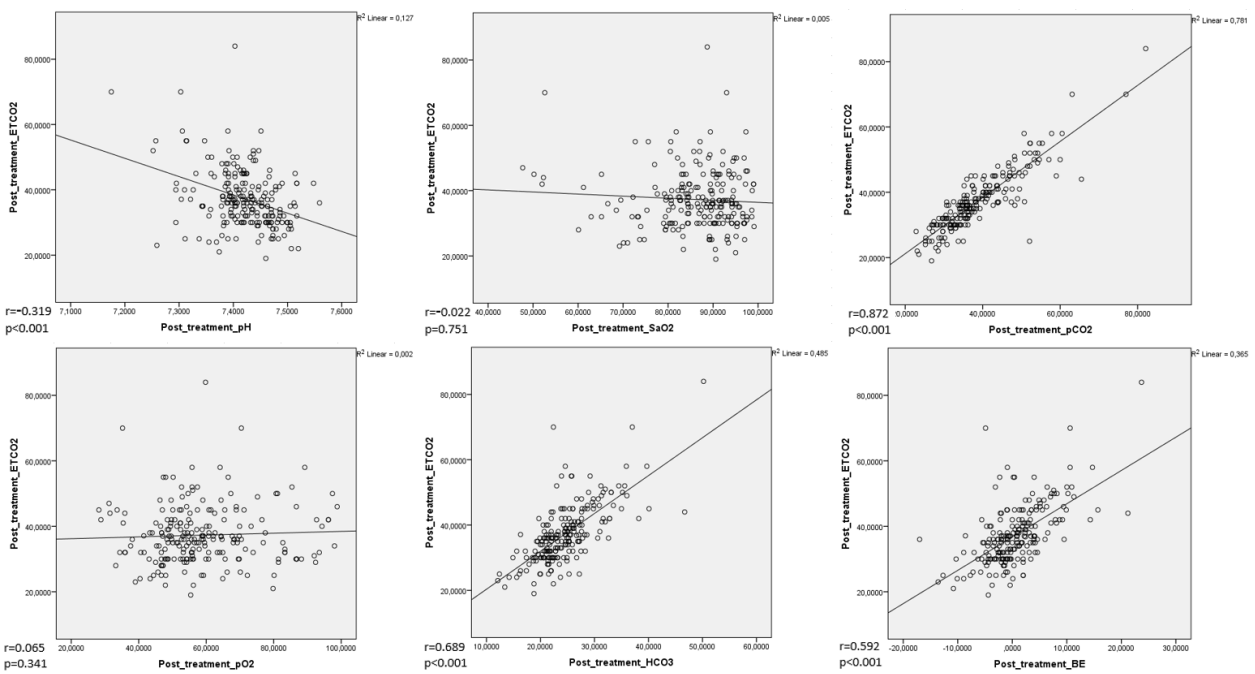 R² Linear = 0,127
Post_treatment_ETCO2
80,0000
60,0000
40,0000
20,0000
7,1000 7,2000 7,3000 7,4000 7,5000 7,6000
Post_treatment_pH
r=-0.319
p<0.001
R² Linear = 0,005
Post_treatment_ETCO2
80,0000
60,0000
40,0000
20,0000
40,0000 50,0000 60,0000 70,0000 80,0000 90,0000 100,0000
Post_treatment_SaO2
r=-0.022
p=0.751
R² Linear = 0,781
Post_treatment_ETCO2
80,0000
60,0000
40,0000
20,0000
0,0000 40,0000 60,0000 80,0000
Post_treatment_pCO2
r=0.872
p<0.001
R² Linear = 0,002
Post_treatment_ETCO2
80,0000
60,0000
40,0000
20,0000
20,0000 40,0000 60,0000 80,0000 100,0000
Post_treatment_pO2
r=0.065
p=0.341
R² Linear = 0,485
Post_treatment_ETCO2
80,0000
60,0000
40,0000
20,0000
10,0000 20,0000 30,0000 40,0000 50,0000 60,0000
Post_treatment_HCO3
r=0.689
p<0.001
R² Linear = 0,365
Post_treatment_ETCO2
80,0000
60,0000
40,0000
20,0000
-20,0000 -10,0000 ,0000 10,0000 20,0000 30,0000
Post_treatment_BE
r=0.592
p<0.001